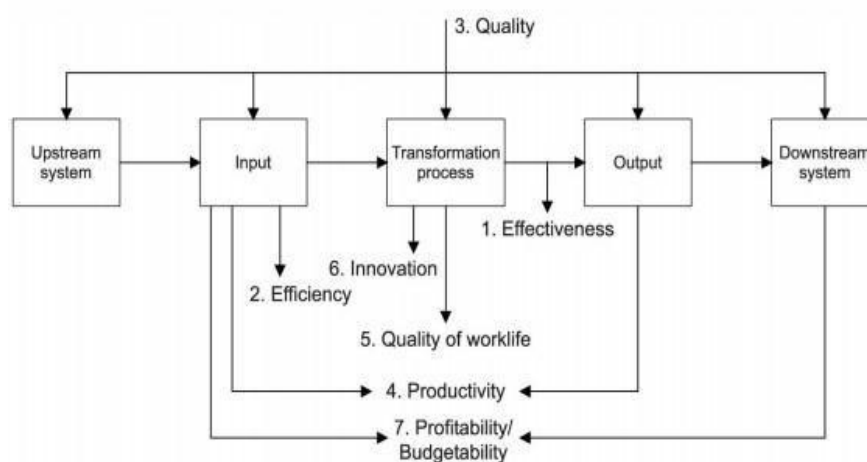 3. Quality
Upstream
system
Input
Transformation
process
Output
Downstream
system
1. Effectiveness
6. Innovation
2. Efficiency
5. Quality of worklife
4. Productivity
7. Profitability/
Budgetability